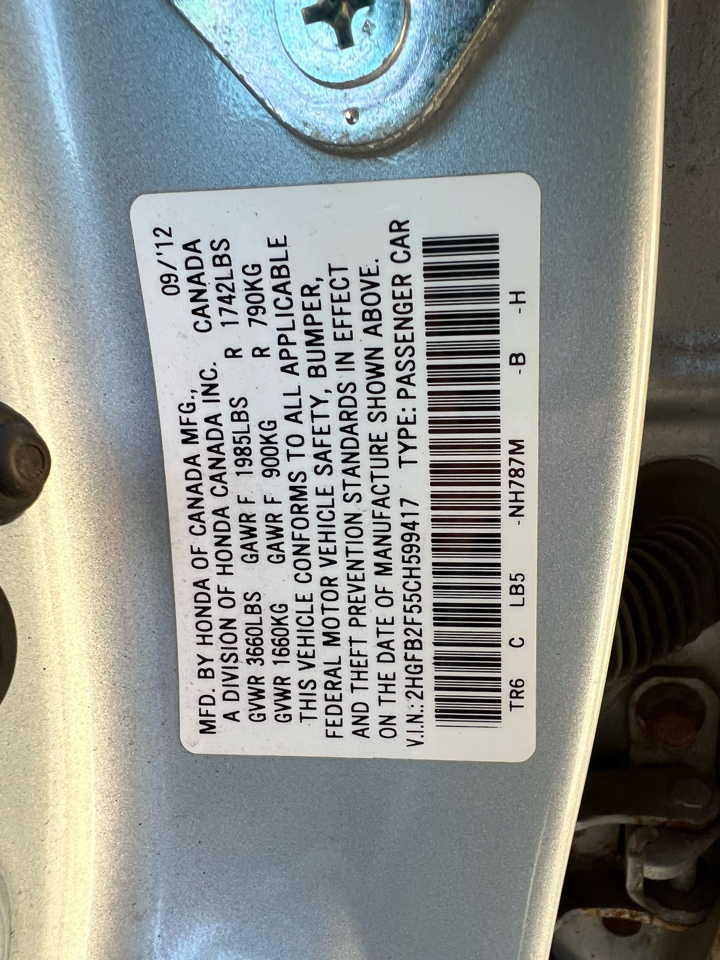 09/'12
MFD. BY HONDA OF CANADA MFG.,
A DIVISION OF HONDA CANADA INC. CANADA
GVWR 3660LBS GAWR F 1985LBS R 1742LBS
GVWR 1660KG GAWR F 900KG R 790KG
THIS VEHICLE CONFORMS TO ALL APPLICABLE
FEDERAL MOTOR VEHICLE SAFETY, BUMPER,
AND THEFT PREVENTION STANDARDS IN EFFECT
ON THE DATE OF MANUFACTURE SHOWN ABOVE.
V.I.N.: 2HGFB2F55CH599417 TYPE: PASSENGER CAR
TR6 C LB5 -NH787M -B -H